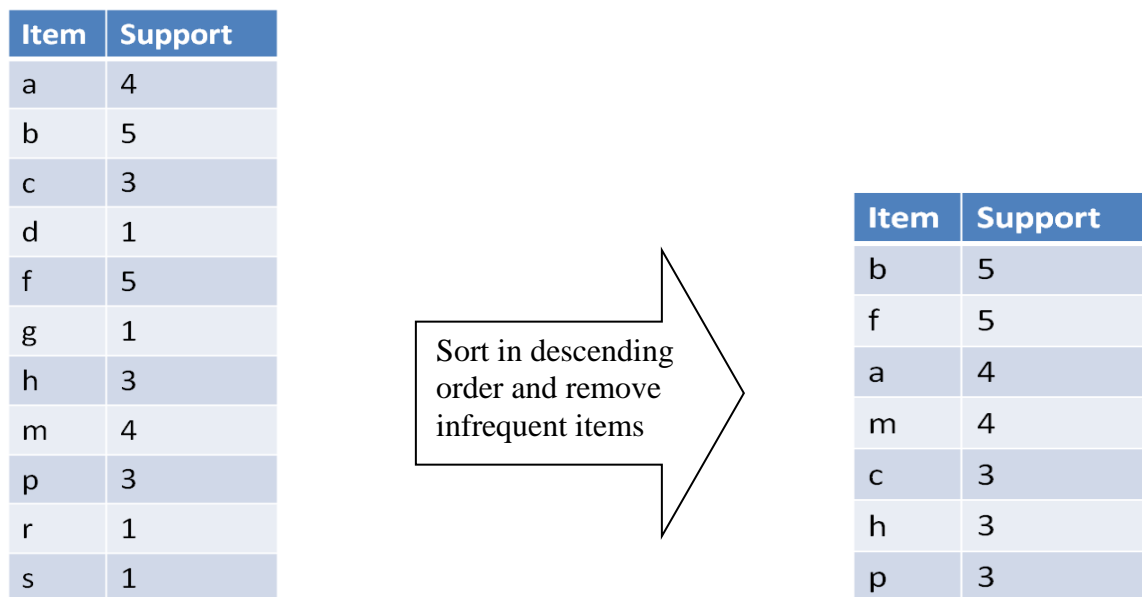 Item Support
a 4
b 5
c 3
d 1
f 5
g 1
h 3
m 4
p 3
r 1
s 1
Sort in descending
order and remove
infrequent items
Item Support
b 5
f 5
a 4
m 4
c 3
h 3
p 3